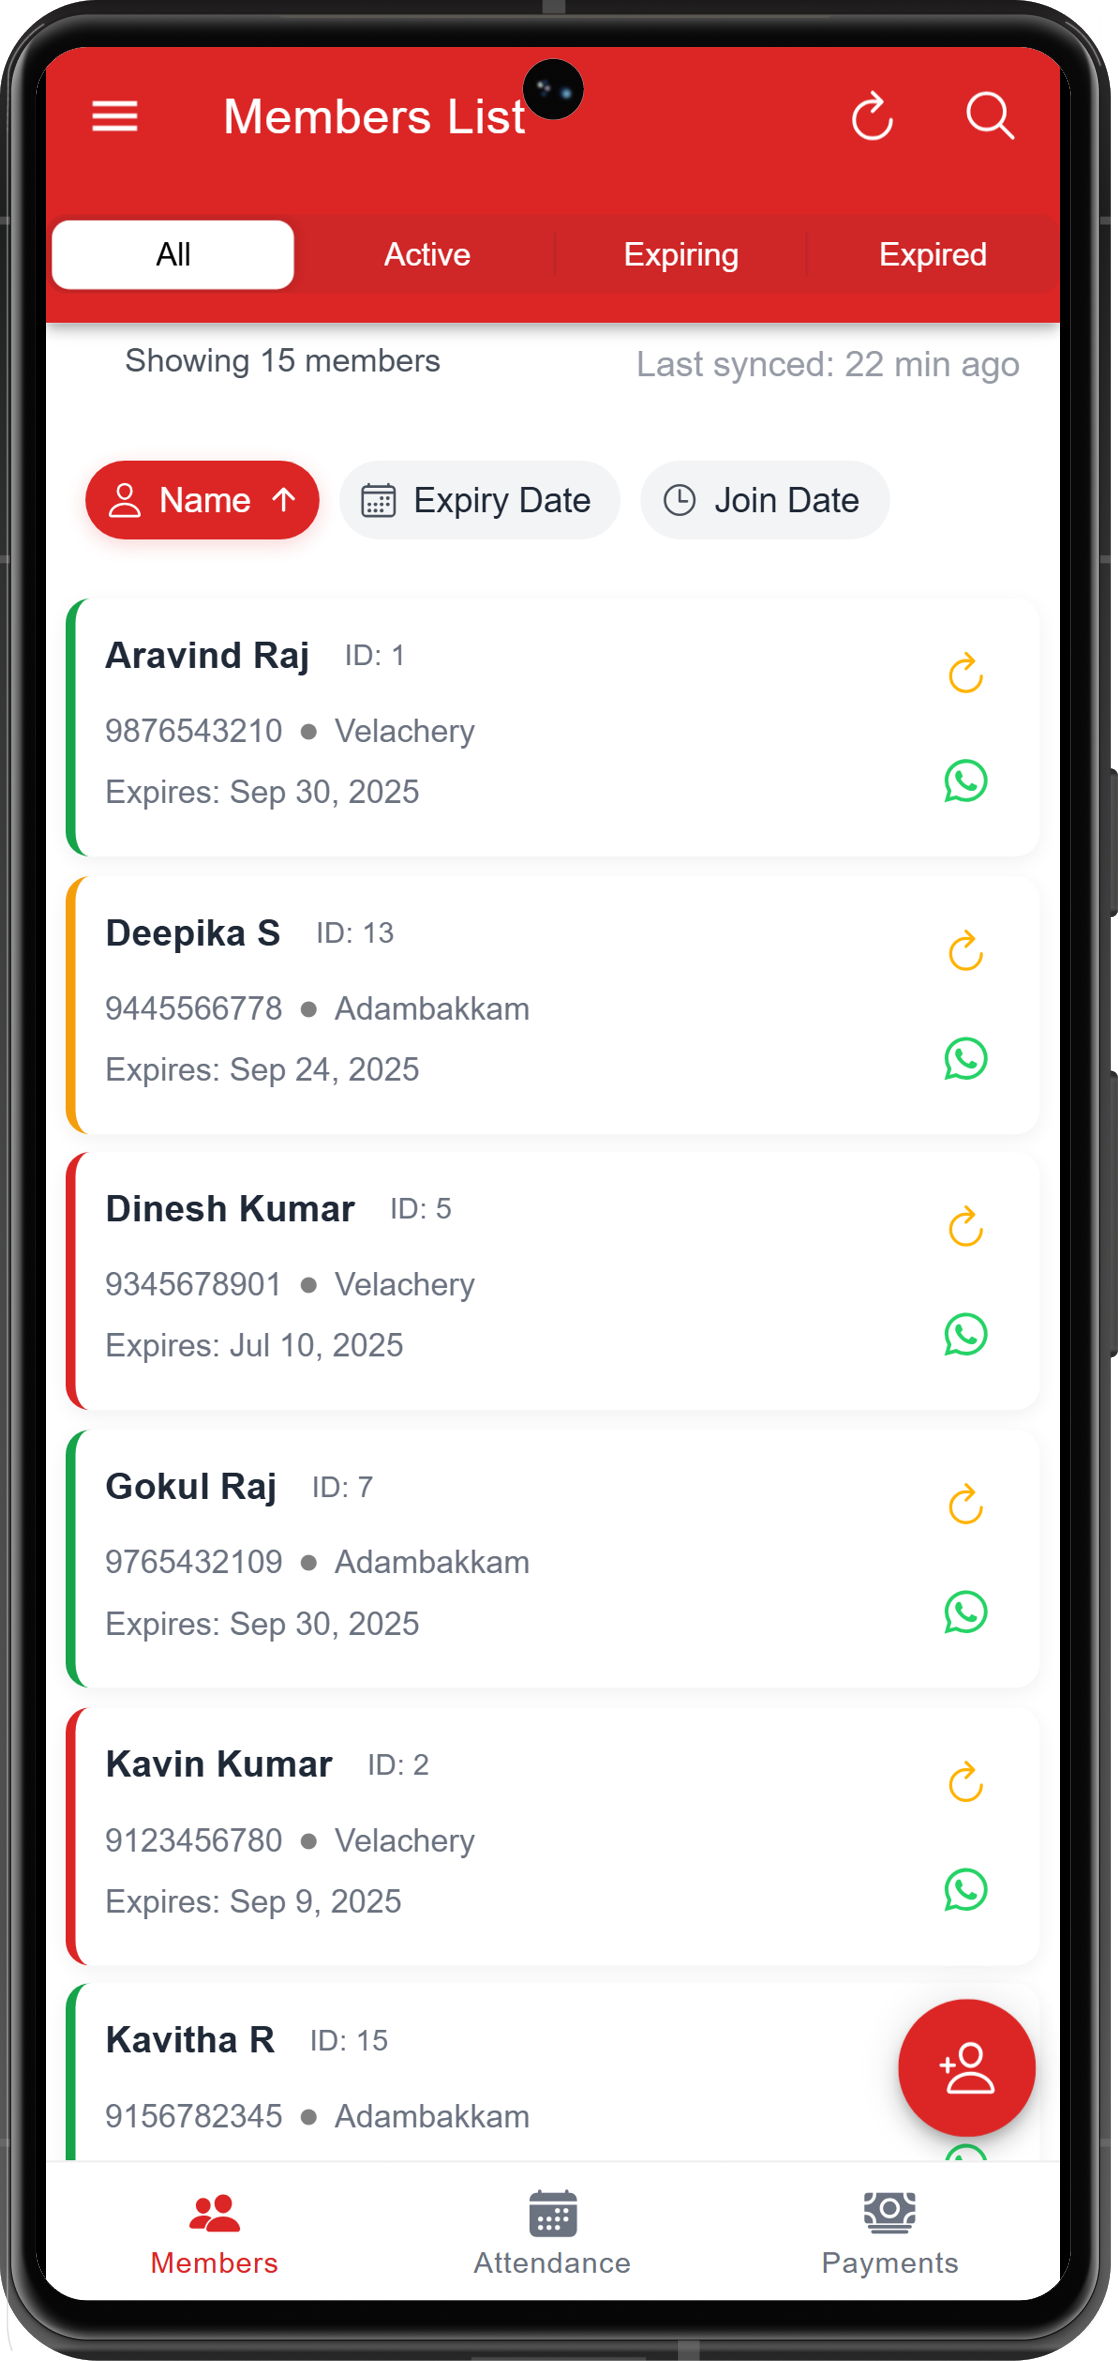 Members List
All Active Expiring Expired
Showing 15 members Last synced: 22 min ago
Name Expiry Date Join Date
Aravind Raj ID: 1
9876543210 ● Velachery
Expires: Sep 30, 2025
Deepika S ID: 13
9445566778 ● Adambakkam
Expires: Sep 24, 2025
Dinesh Kumar ID: 5
9345678901 ● Velachery
Expires: Jul 10, 2025
Gokul Raj ID: 7
9765432109 ● Adambakkam
Expires: Sep 30, 2025
Kavin Kumar ID: 2
9123456780 ● Velachery
Expires: Sep 9, 2025
Kavitha R ID: 15
9156782345 ● Adambakkam
Members Attendance Payments